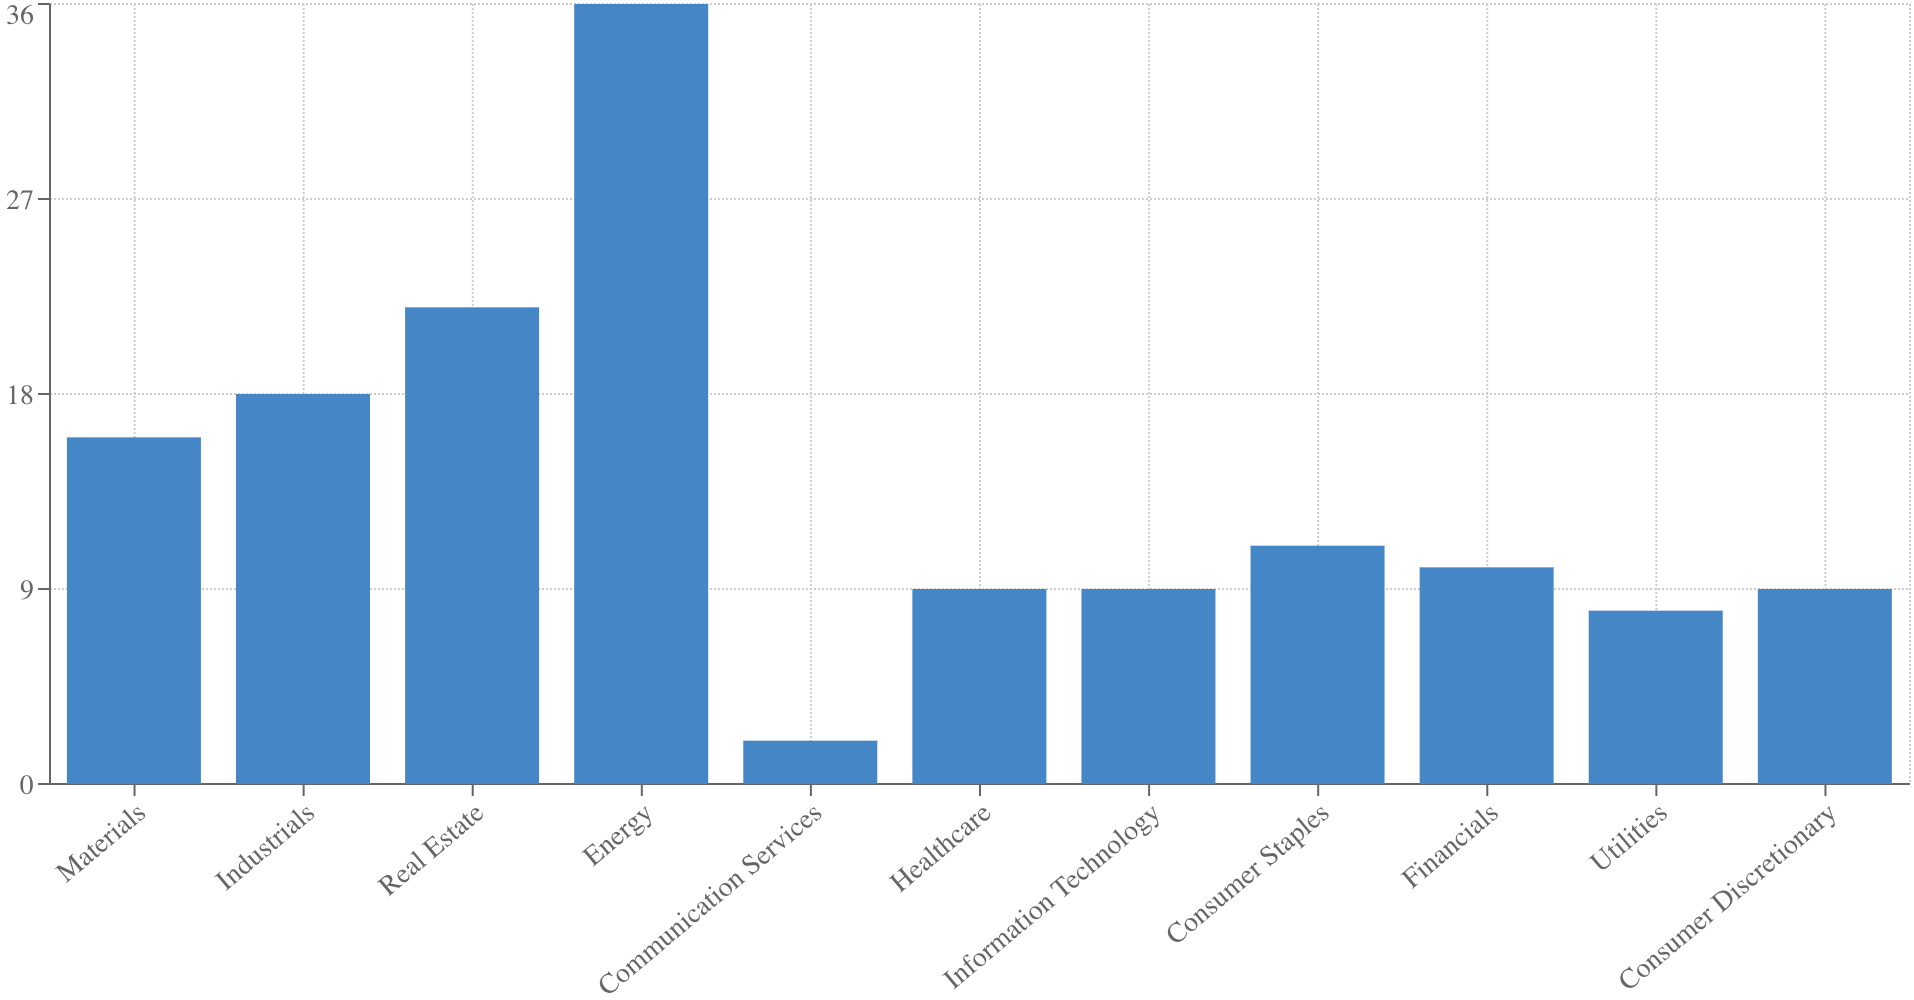 36
27
18
9
0
Materials
Industrials
Real Estate
Energy
Communication Services
Healthcare
Information Technology
Consumer Staples
Financials
Utilities
Consumer Discretionary